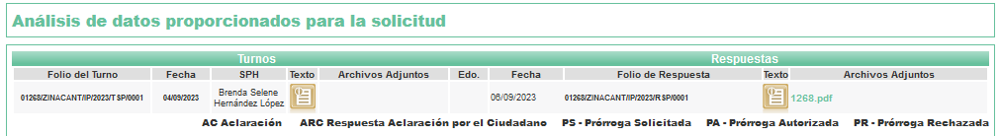 Análisis de datos proporcionados para la solicitud
Turnos Respuestas
Folio del Turno Fecha SPH Texto Archivos Adjuntos Edo. Fecha Folio de Respuesta Texto Archivos Adjuntos
01268/ZINACANT/IP/2023/TSP/0001 04/09/2023 Brenda Selene Hernández López 06/09/2023 01268/ZINACANT/IP/2023/RSP/0001 1268.pdf
AC Aclaración ARC Respuesta Aclaración por el Ciudadano PS - Prórroga Solicitada PA - Prórroga Autorizada PR - Prórroga Rechazada